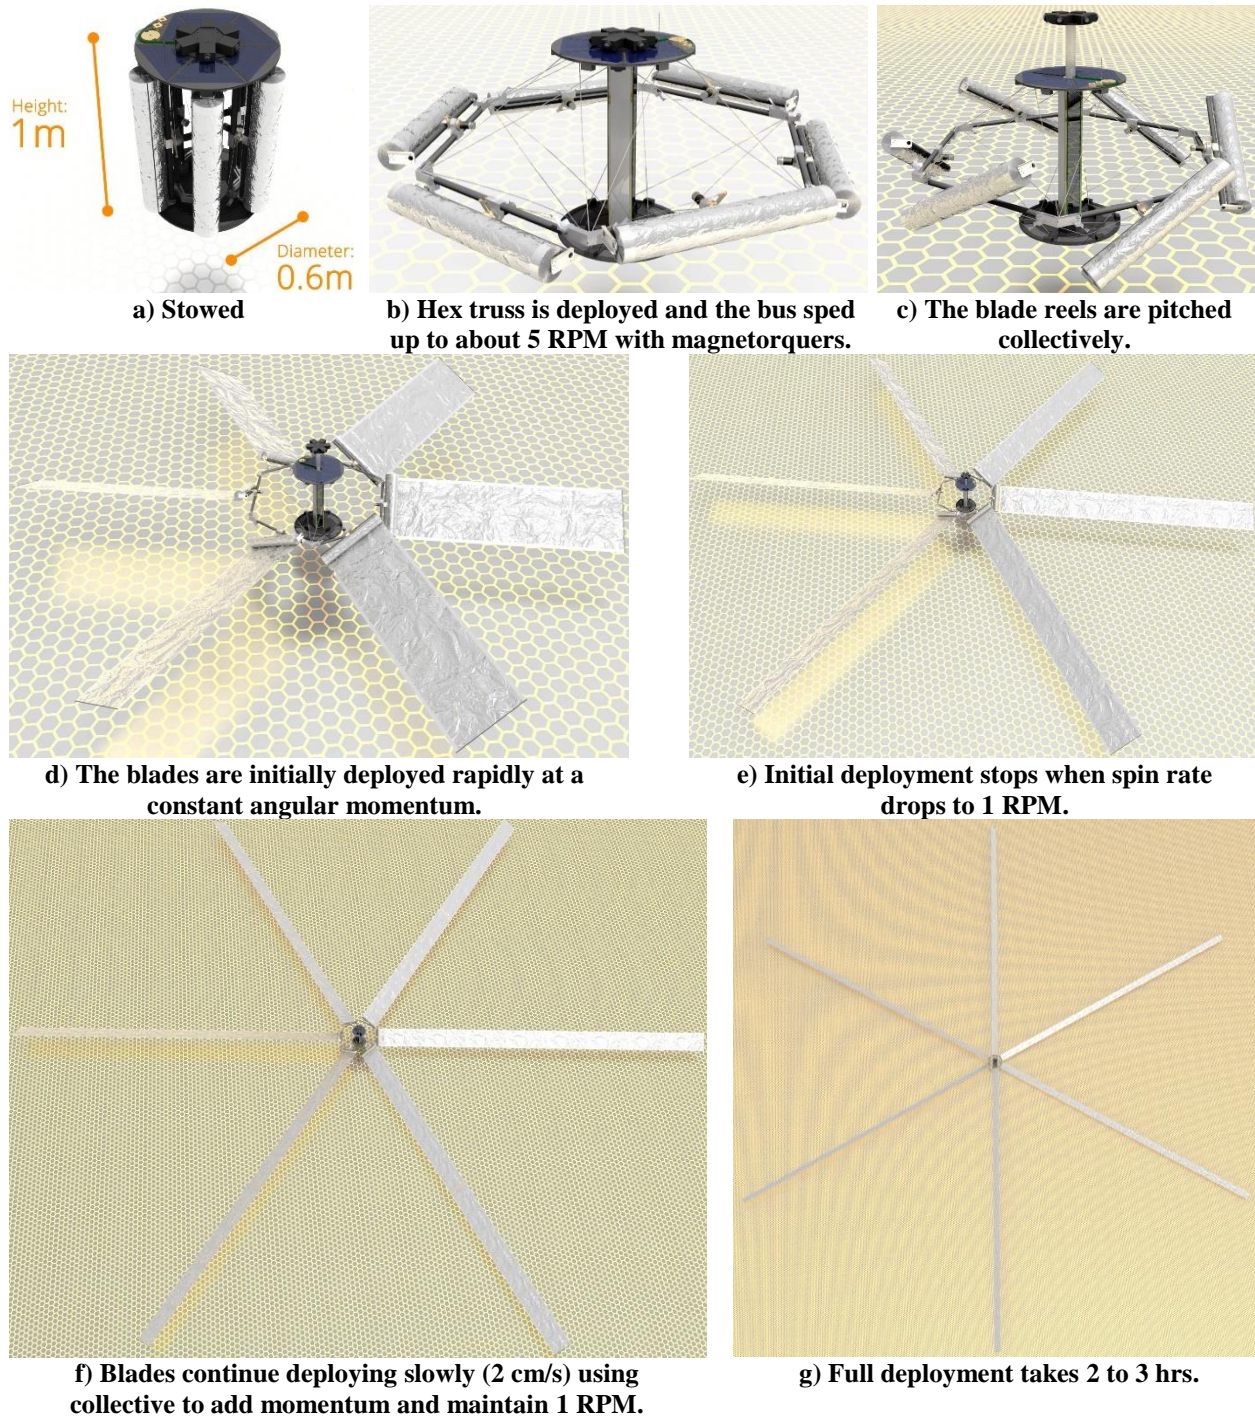 Height:
1m
Diameter:
0.6m
a) Stowed
b) Hex truss is deployed and the bus sped
up to about 5 RPM with magnetorquers.
c) The blade reels are pitched
collectively.
d) The blades are initially deployed rapidly at a
constant angular momentum.
e) Initial deployment stops when spin rate
drops to 1 RPM.
f) Blades continue deploying slowly (2 cm/s) using
collective to add momentum and maintain 1 RPM.
g) Full deployment takes 2 to 3 hrs.